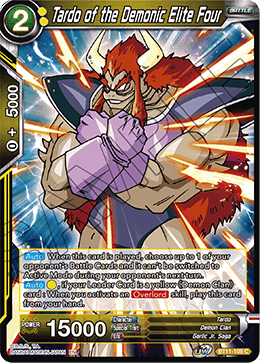 2
Tardo of the Demonic Elite Four
BATTLE
0 + 5000
Auto When this card is played, choose up to 1 of your
opponent's Battle Cards and it can't be switched to
Active Mode during your opponent's next turn.
Auto , if your Leader Card is a yellow ⟪Demon Clan⟫
card : When you activate an Overlord skill, play this card
from your hand.
POWER
15000
Character
Tardo
Special Trait
Demon Clan
Era
Garlic Jr. Saga
BT11-108 C